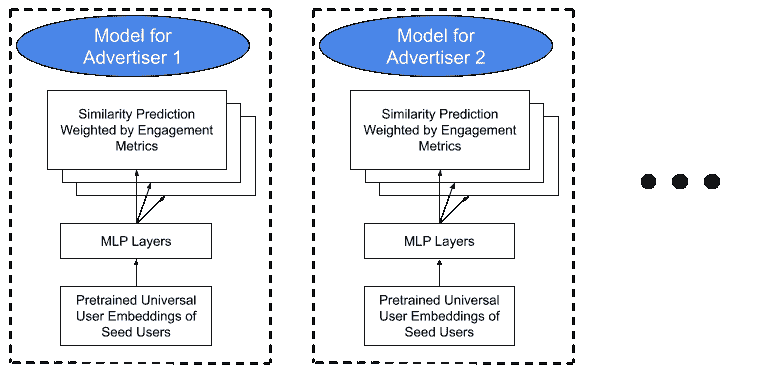 Model for
Advertiser 1
Similarity Prediction
Weighted by Engagement
Metrics
MLP Layers
Pretrained Universal
User Embeddings of
Seed Users
Model for
Advertiser 2
Similarity Prediction
Weighted by Engagement
Metrics
MLP Layers
Pretrained Universal
User Embeddings of
Seed Users